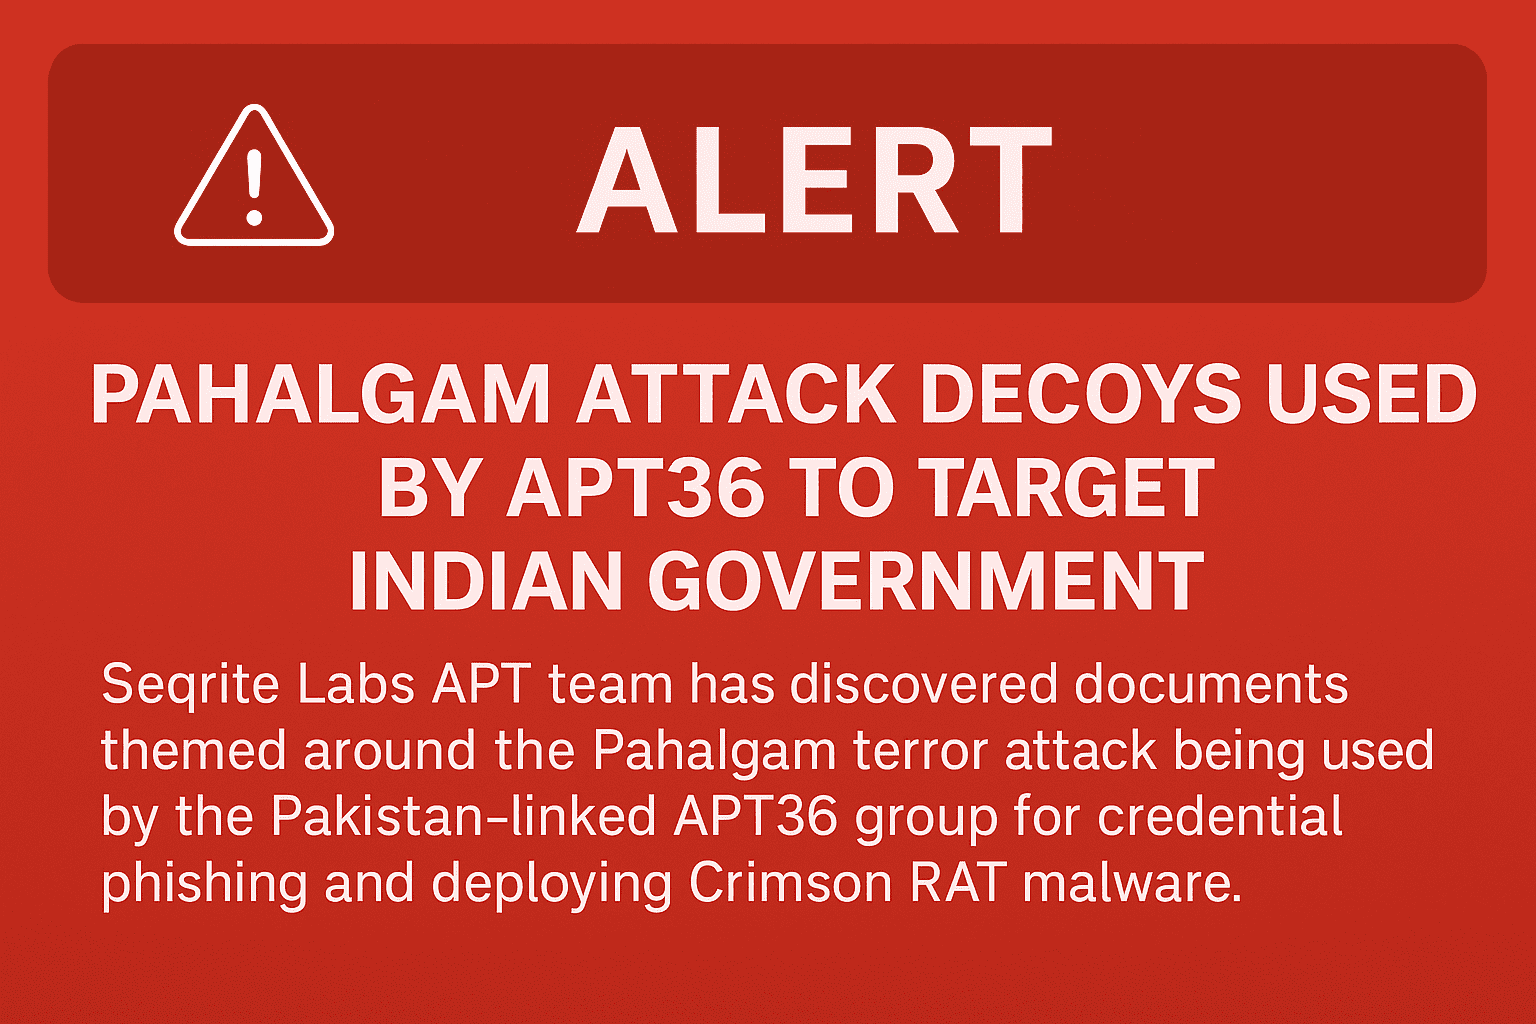 ALERT
PAHALGAM ATTACK DECOYS USED
BY APT36 TO TARGET
INDIAN GOVERNMENT
Seqrite Labs APT team has discovered documents
themed around the Pahalgam terror attack being used
by the Pakistan-linked APT36 group for credential
phishing and deploying Crimson RAT malware.